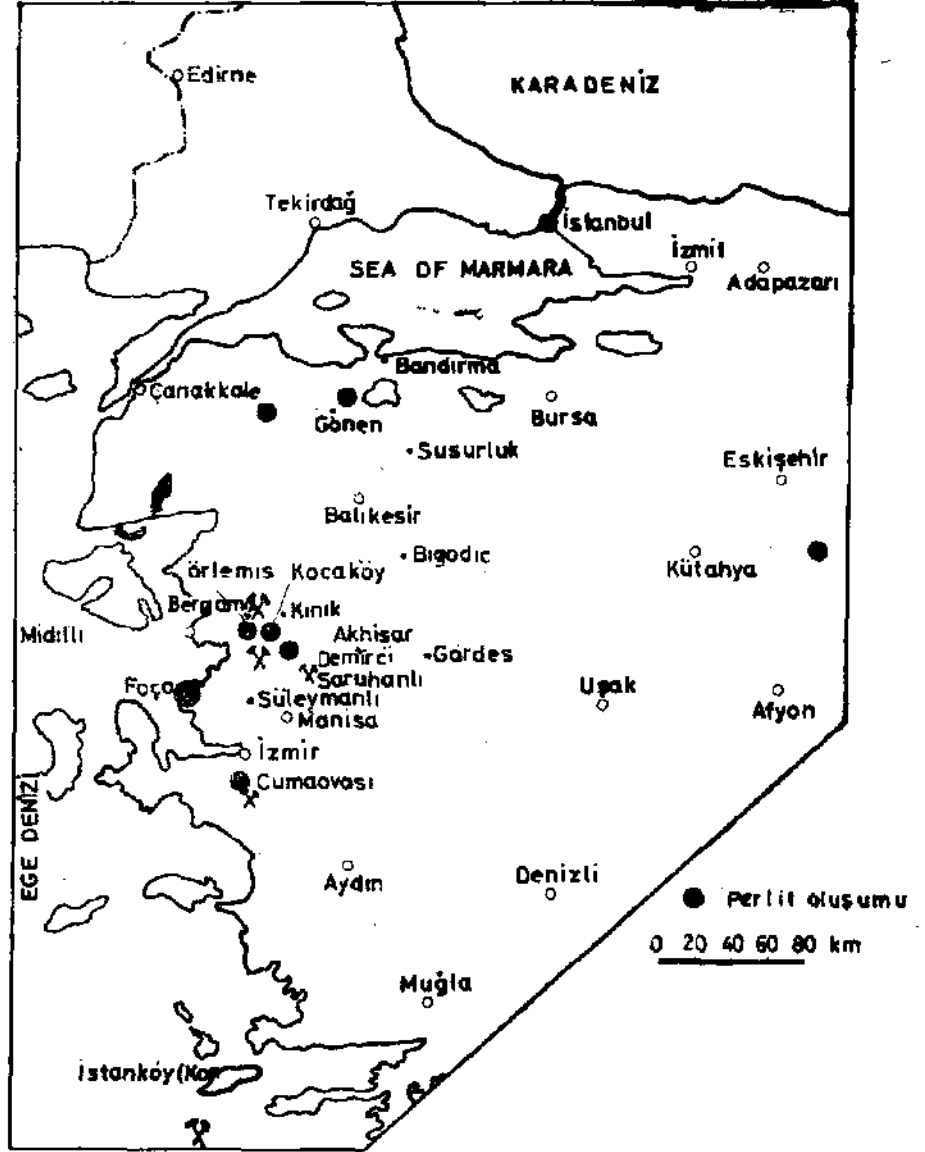 Edirne
KARADENİZ
Tekirdağ
İstanbul
SEA OF MARMARA
İzmit
Adapazarı
Çanakkale
Bandırma
Gönen
Bursa
Susurluk
Eskişehir
Balıkesir
Bigadic
Kütahya
örlemis
Kocaköy
Bergama
Kınık
Midilli
Akhisar
Demirci
Gördes
Saruhanlı
Foça
Süleymanlı
Manisa
Uşak
Afyon
İzmir
Cumaovası
EGE DENİZİ
Aydın
Denizli
Perlit oluşumu
0 20 40 60 80 km
Muğla
İstanköy(Kos